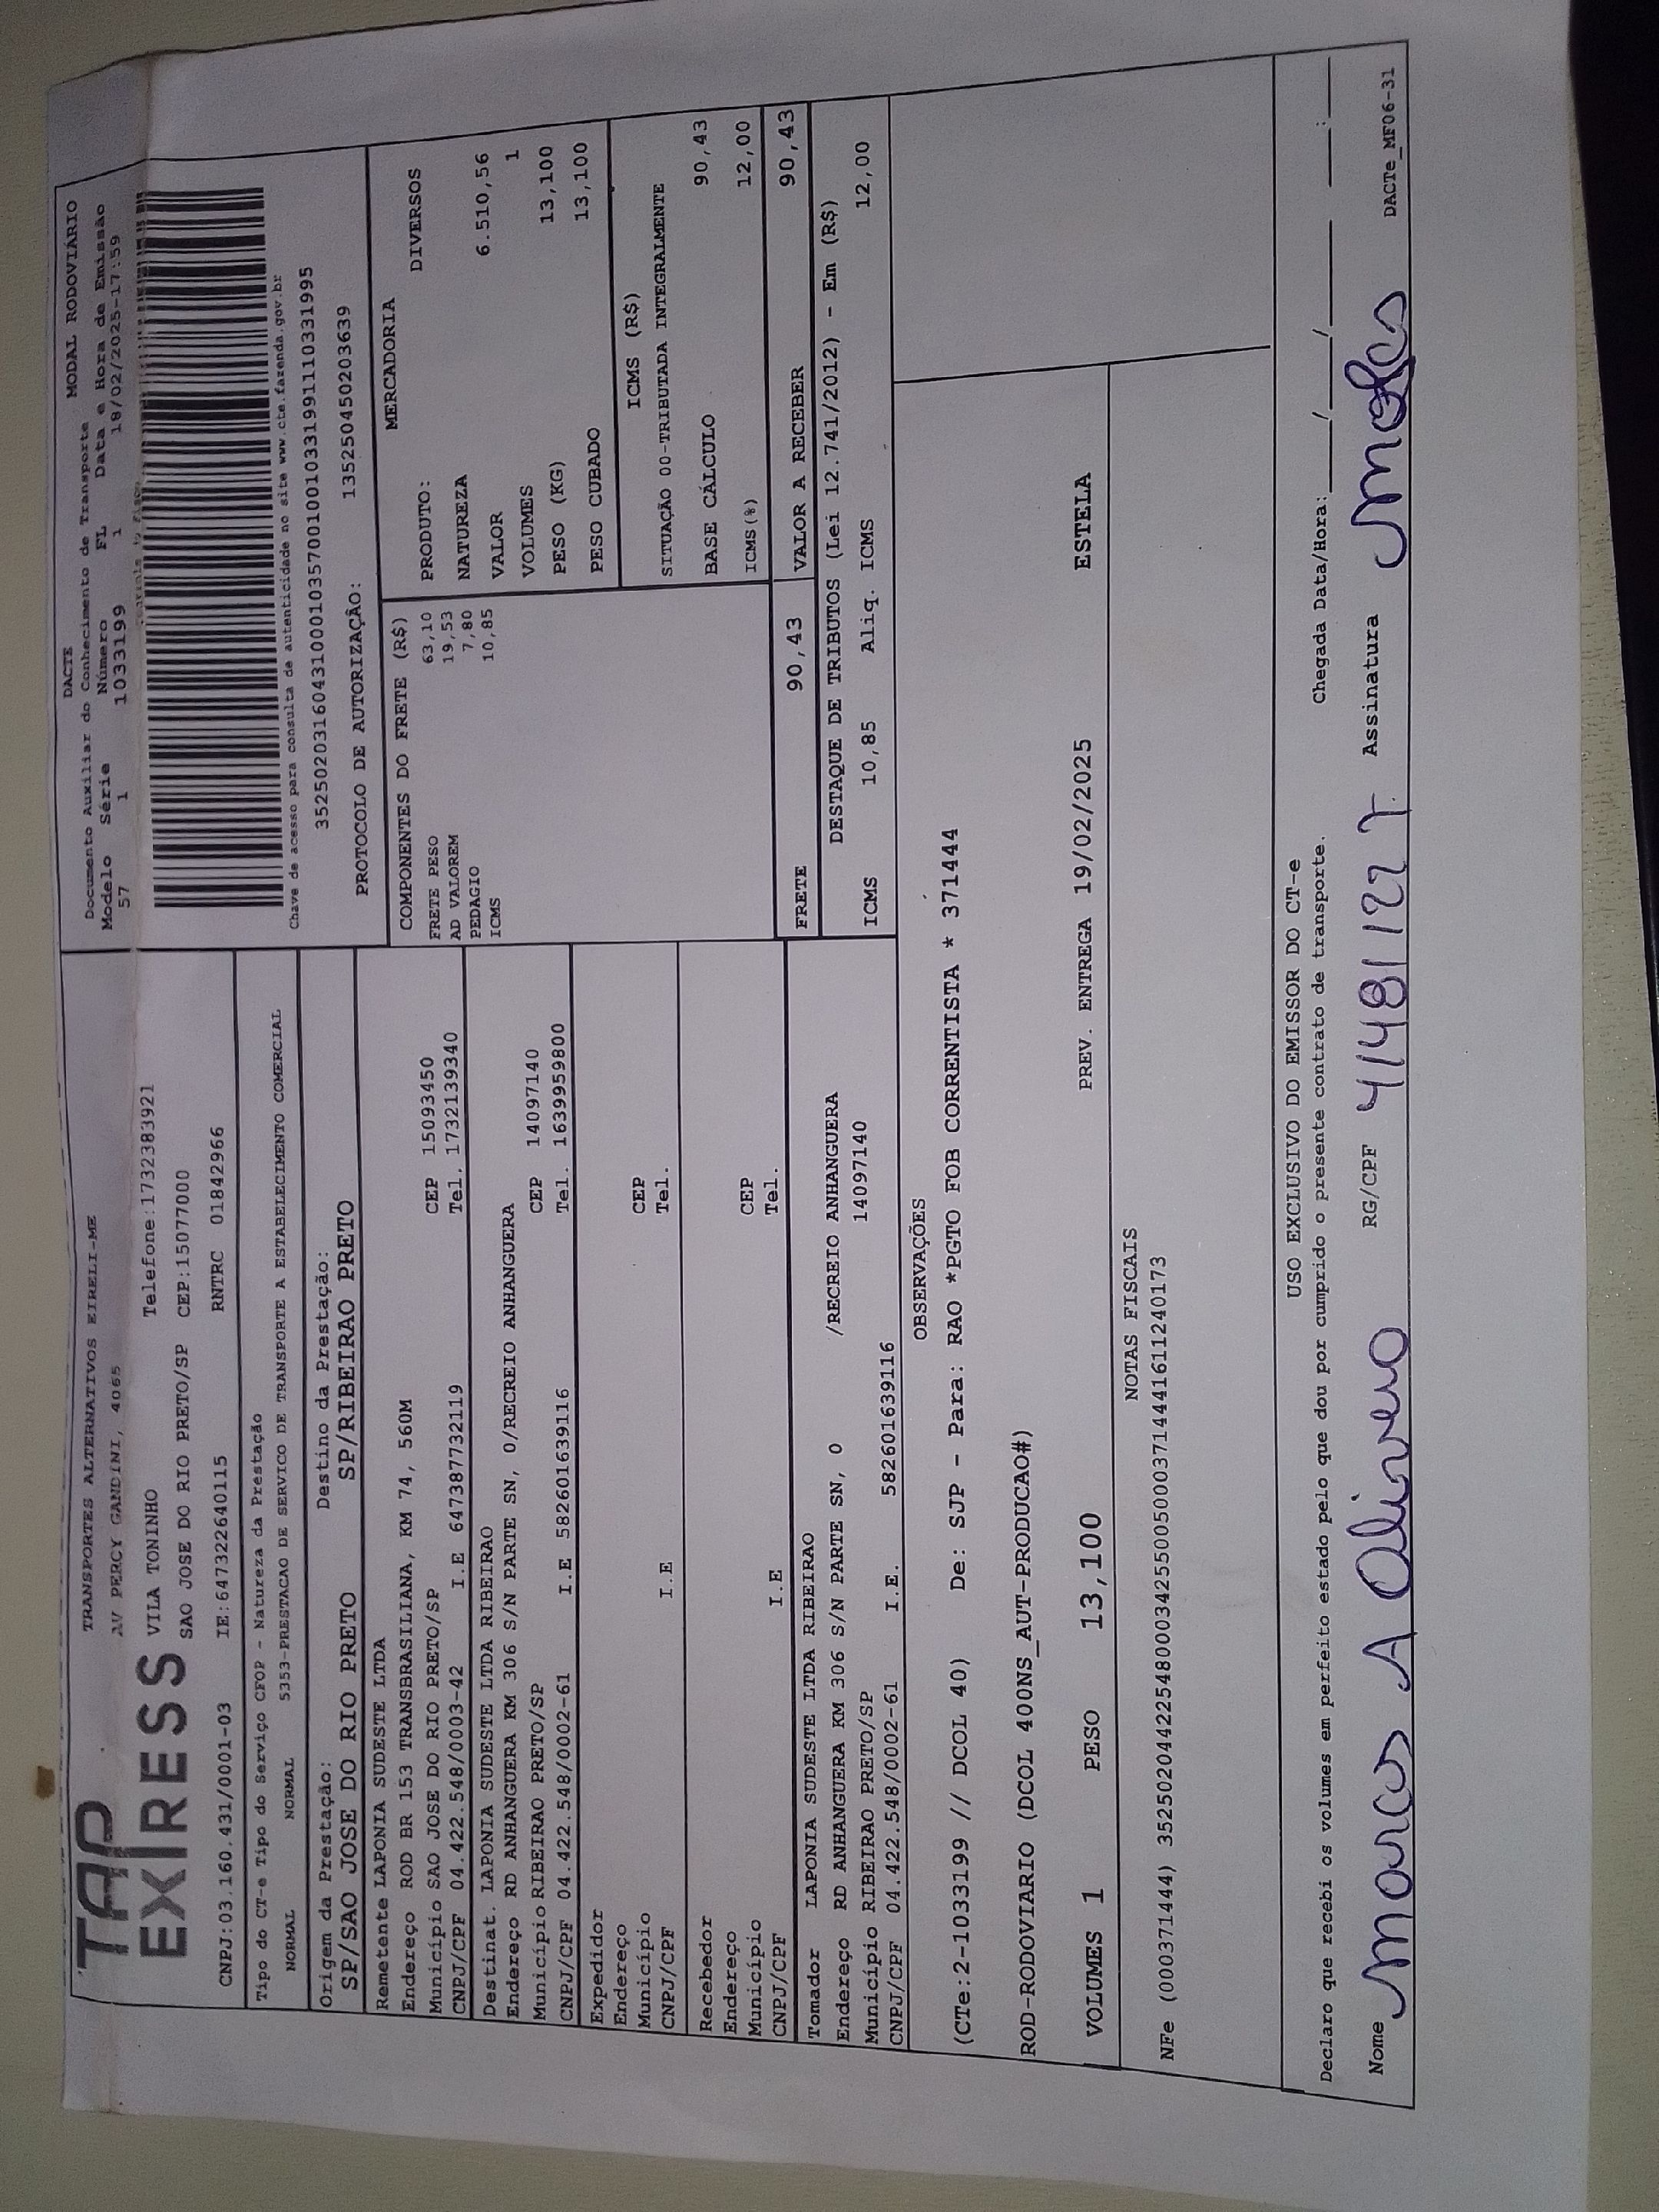 TAP
EXPRESS
TRANSPORTES ALTERNATIVOS EIRELI-ME
AV PERCY GANDINI, 4065
VILA TONINHO Telefone:1732383921
SAO JOSE DO RIO PRETO/SP CEP:15077000
CNPJ:03.160.431/0001-03 IE:647322640115 RNTRC 01842966
DACTE MODAL RODOVIÁRIO
Documento Auxiliar do Conhecimento de Transporte
Modelo Série Número FL Data e Hora de Emissão
57 1 1033199 1 18/02/2025-17:59
Chave de acesso para consulta de autenticidade no site www.cte.fazenda.gov.br
35250203160431000103570010010331991110331995
PROTOCOLO DE AUTORIZAÇÃO: 135250450203639
Tipo do CT-e Tipo do Serviço CFOP - Natureza da Prestação
NORMAL NORMAL 5353-PRESTACAO DE SERVICO DE TRANSPORTE A ESTABELECIMENTO COMERCIAL
Origem da Prestação: Destino da Prestação:
SP/SAO JOSE DO RIO PRETO SP/RIBEIRAO PRETO
Remetente LAPONIA SUDESTE LTDA
Endereço ROD BR 153 TRANSBRASILIANA, KM 74, 560M
Município SAO JOSE DO RIO PRETO/SP CEP 15093450
CNPJ/CPF 04.422.548/0003-42 I.E 647387732119 Tel. 1732139340
Destinat. LAPONIA SUDESTE LTDA RIBEIRAO
Endereço RD ANHANGUERA KM 306 S/N PARTE SN, 0/RECREIO ANHANGUERA
Município RIBEIRAO PRETO/SP CEP 14097140
CNPJ/CPF 04.422.548/0002-61 I.E 582601639116 Tel. 1639959800
Expedidor
Endereço
Município CEP
CNPJ/CPF I.E Tel.
Recebedor
Endereço
Município CEP
CNPJ/CPF I.E Tel.
Tomador LAPONIA SUDESTE LTDA RIBEIRAO
Endereço RD ANHANGUERA KM 306 S/N PARTE SN, 0 /RECREIO ANHANGUERA
Município RIBEIRAO PRETO/SP 14097140
CNPJ/CPF 04.422.548/0002-61 I.E. 582601639116
COMPONENTES DO FRETE (R$)
FRETE PESO 63,10
AD VALOREM 19,53
PEDAGIO 7,80
ICMS 10,85
MERCADORIA
PRODUTO: DIVERSOS
NATUREZA
VALOR 6.510,56
VOLUMES 1
PESO (KG) 13,100
PESO CUBADO 13,100
ICMS (R$)
SITUAÇÃO 00-TRIBUTADA INTEGRALMENTE
BASE CÁLCULO 90,43
ICMS(%) 12,00
FRETE 90,43 VALOR A RECEBER 90,43
DESTAQUE DE TRIBUTOS (Lei 12.741/2012) - Em (R$)
ICMS 10,85 Aliq. ICMS 12,00
OBSERVAÇÕES
(CTe:2-1033199 // DCOL 40) De: SJP - Para: RAO *PGTO FOB CORRENTISTA * 371444
ROD-RODOVIARIO (DCOL 400NS_AUT-PRODUCAO#)
VOLUMES 1 PESO 13,100 PREV. ENTREGA 19/02/2025 ESTELA
NOTAS FISCAIS
NFe (000371444) 35250204422548000342550050003714441611240173
USO EXCLUSIVO DO EMISSOR DO CT-e
Declaro que recebi os volumes em perfeito estado pelo que dou por cumprido o presente contrato de transporte. Chegada Data/Hora:____/____/______ ____:____
Nome Marcos A Oliveira RG/CPF Assinatura
DACTe_MF06-31